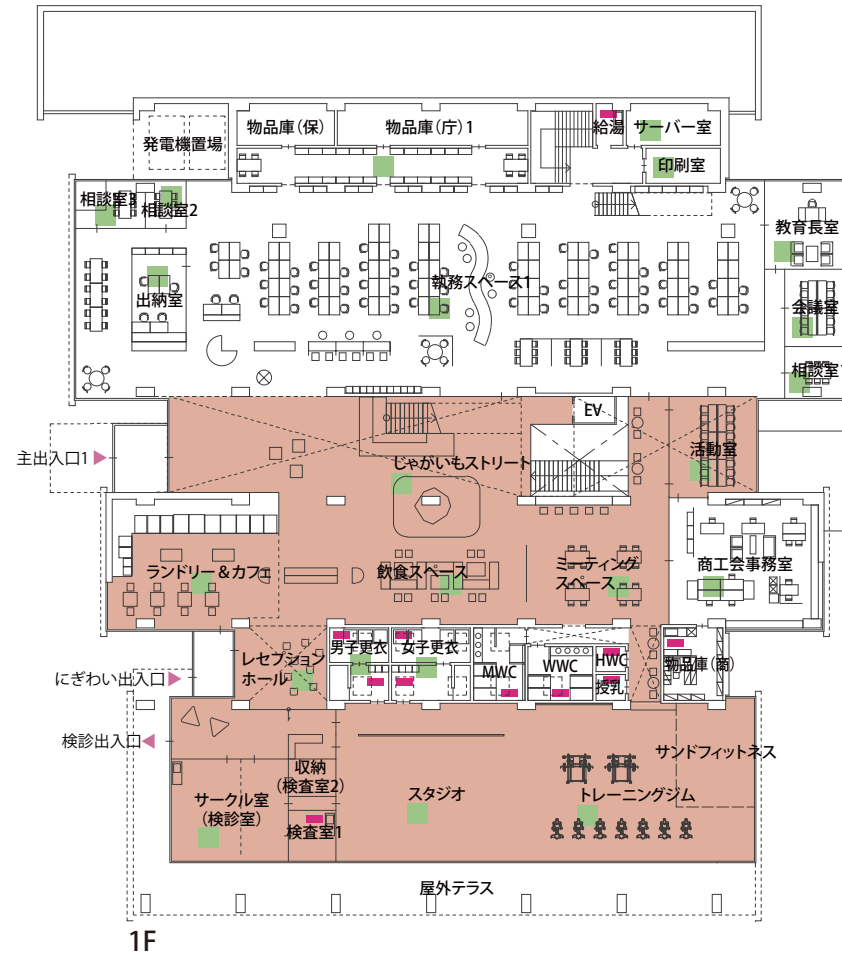 物品庫(保)
物品庫(庁)1
給湯
サーバー室
発電機置場
印刷室
相談室3
相談室2
教育長室
出納室
執務スペース1
会議室
相談室1
EV
主出入口1
じゃがいもストリート
活動室
ランドリー&カフェ
飲食スペース
ミーティング
スペース
商工会事務室
レセプション
ホール
男子更衣
女子更衣
MWC
WWC
HWC
授乳
物品庫(商)
にぎわい出入口
検診出入口
サンドフィットネス
収納
(検査室2)
サークル室
(検診室)
スタジオ
トレーニングジム
検査室1
屋外テラス
1F